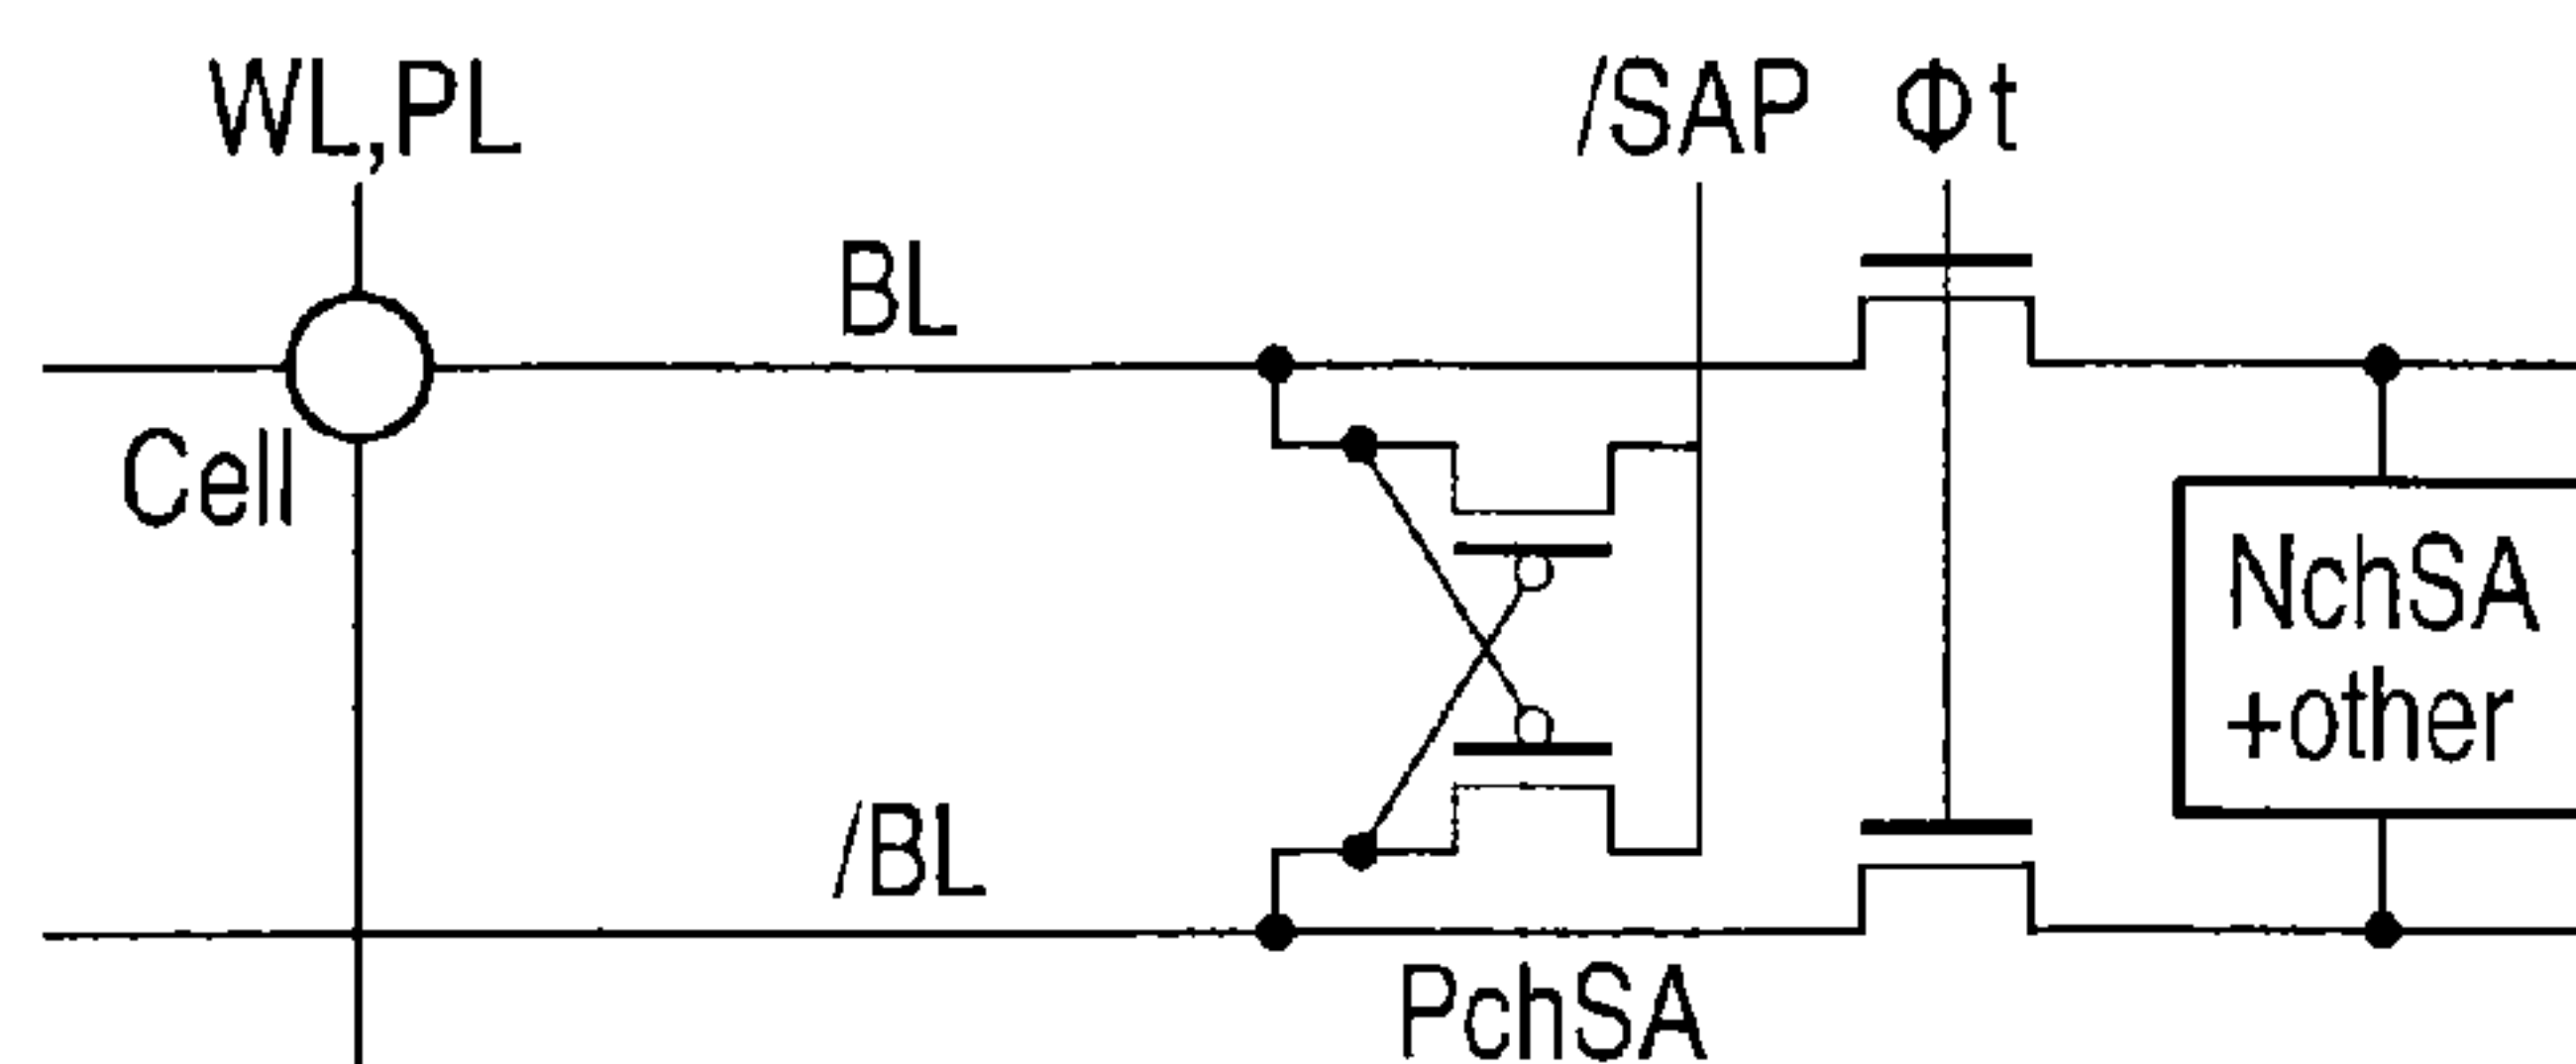 WL,PL
/SAP
Φt
BL
Cell
NchSA
+other
/BL
PchSA